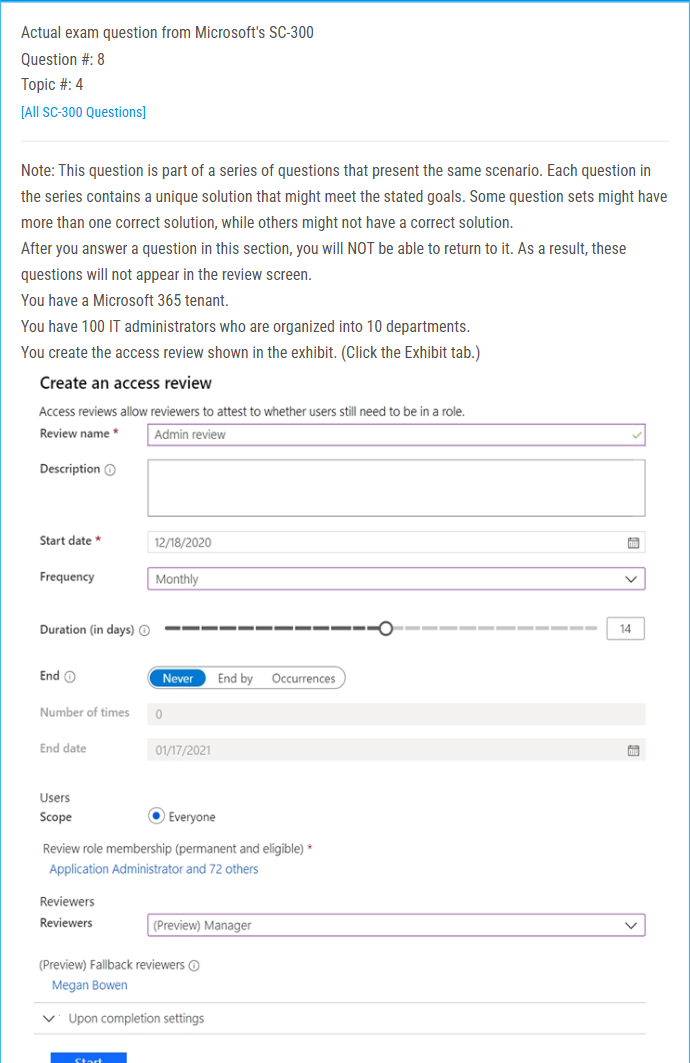 Actual exam question from Microsoft's SC-300
Question #: 8
Topic #: 4
[All SC-300 Questions]
Note: This question is part of a series of questions that present the same scenario. Each question in
the series contains a unique solution that might meet the stated goals. Some question sets might have
more than one correct solution, while others might not have a correct solution.
After you answer a question in this section, you will NOT be able to return to it. As a result, these
questions will not appear in the review screen.
You have a Microsoft 365 tenant.
You have 100 IT administrators who are organized into 10 departments.
You create the access review shown in the exhibit. (Click the Exhibit tab.)
Create an access review
Access reviews allow reviewers to attest to whether users still need to be in a role.
Review name * Admin review
Description
Start date * 12/18/2020
Frequency Monthly
Duration (in days) 14
End Never End by Occurrences
Number of times 0
End date 01/17/2021
Users
Scope Everyone
Review role membership (permanent and eligible) *
Application Administrator and 72 others
Reviewers
Reviewers (Preview) Manager
(Preview) Fallback reviewers
Megan Bowen
Upon completion settings
Start